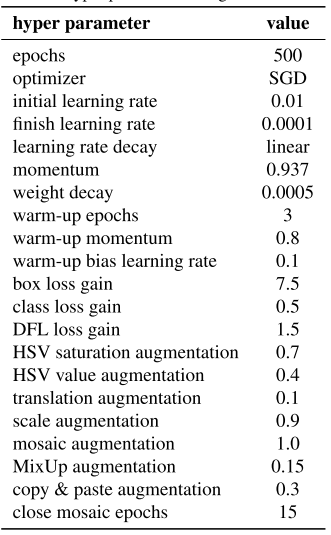 hyper parameter value
epochs 500
optimizer SGD
initial learning rate 0.01
finish learning rate 0.0001
learning rate decay linear
momentum 0.937
weight decay 0.0005
warm-up epochs 3
warm-up momentum 0.8
warm-up bias learning rate 0.1
box loss gain 7.5
class loss gain 0.5
DFL loss gain 1.5
HSV saturation augmentation 0.7
HSV value augmentation 0.4
translation augmentation 0.1
scale augmentation 0.9
mosaic augmentation 1.0
MixUp augmentation 0.15
copy & paste augmentation 0.3
close mosaic epochs 15